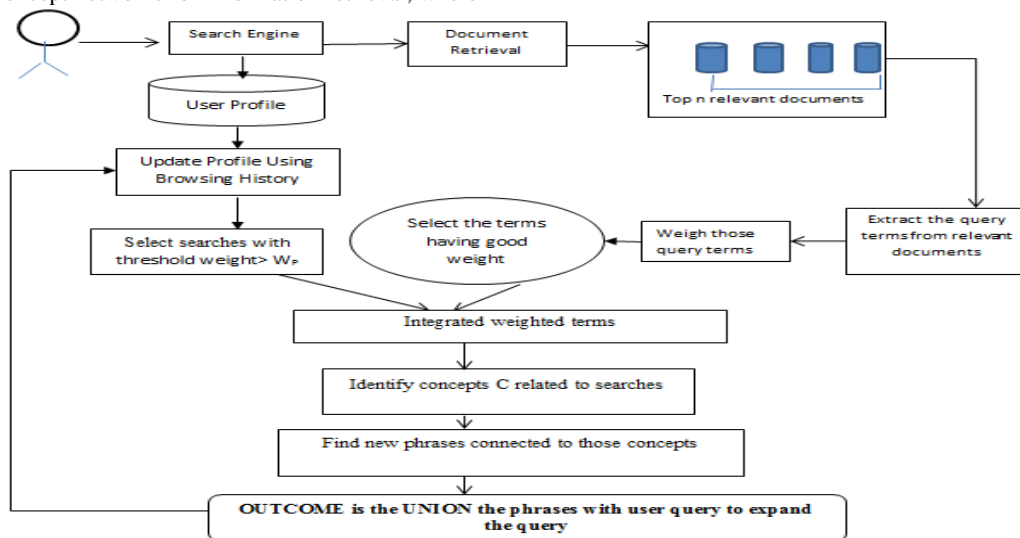 Search Engine
Document
Retrieval
Top n relevant documents
User Profile
Update Profile Using
Browsing History
Select searches with
threshold weight> WP
Select the terms
having good
weight
Weigh those
query terms
Extract the query
terms from relevant
documents
Integrated weighted terms
Identify concepts C related to searches
Find new phrases connected to those concepts
OUTCOME is the UNION the phrases with user query to expand
the query